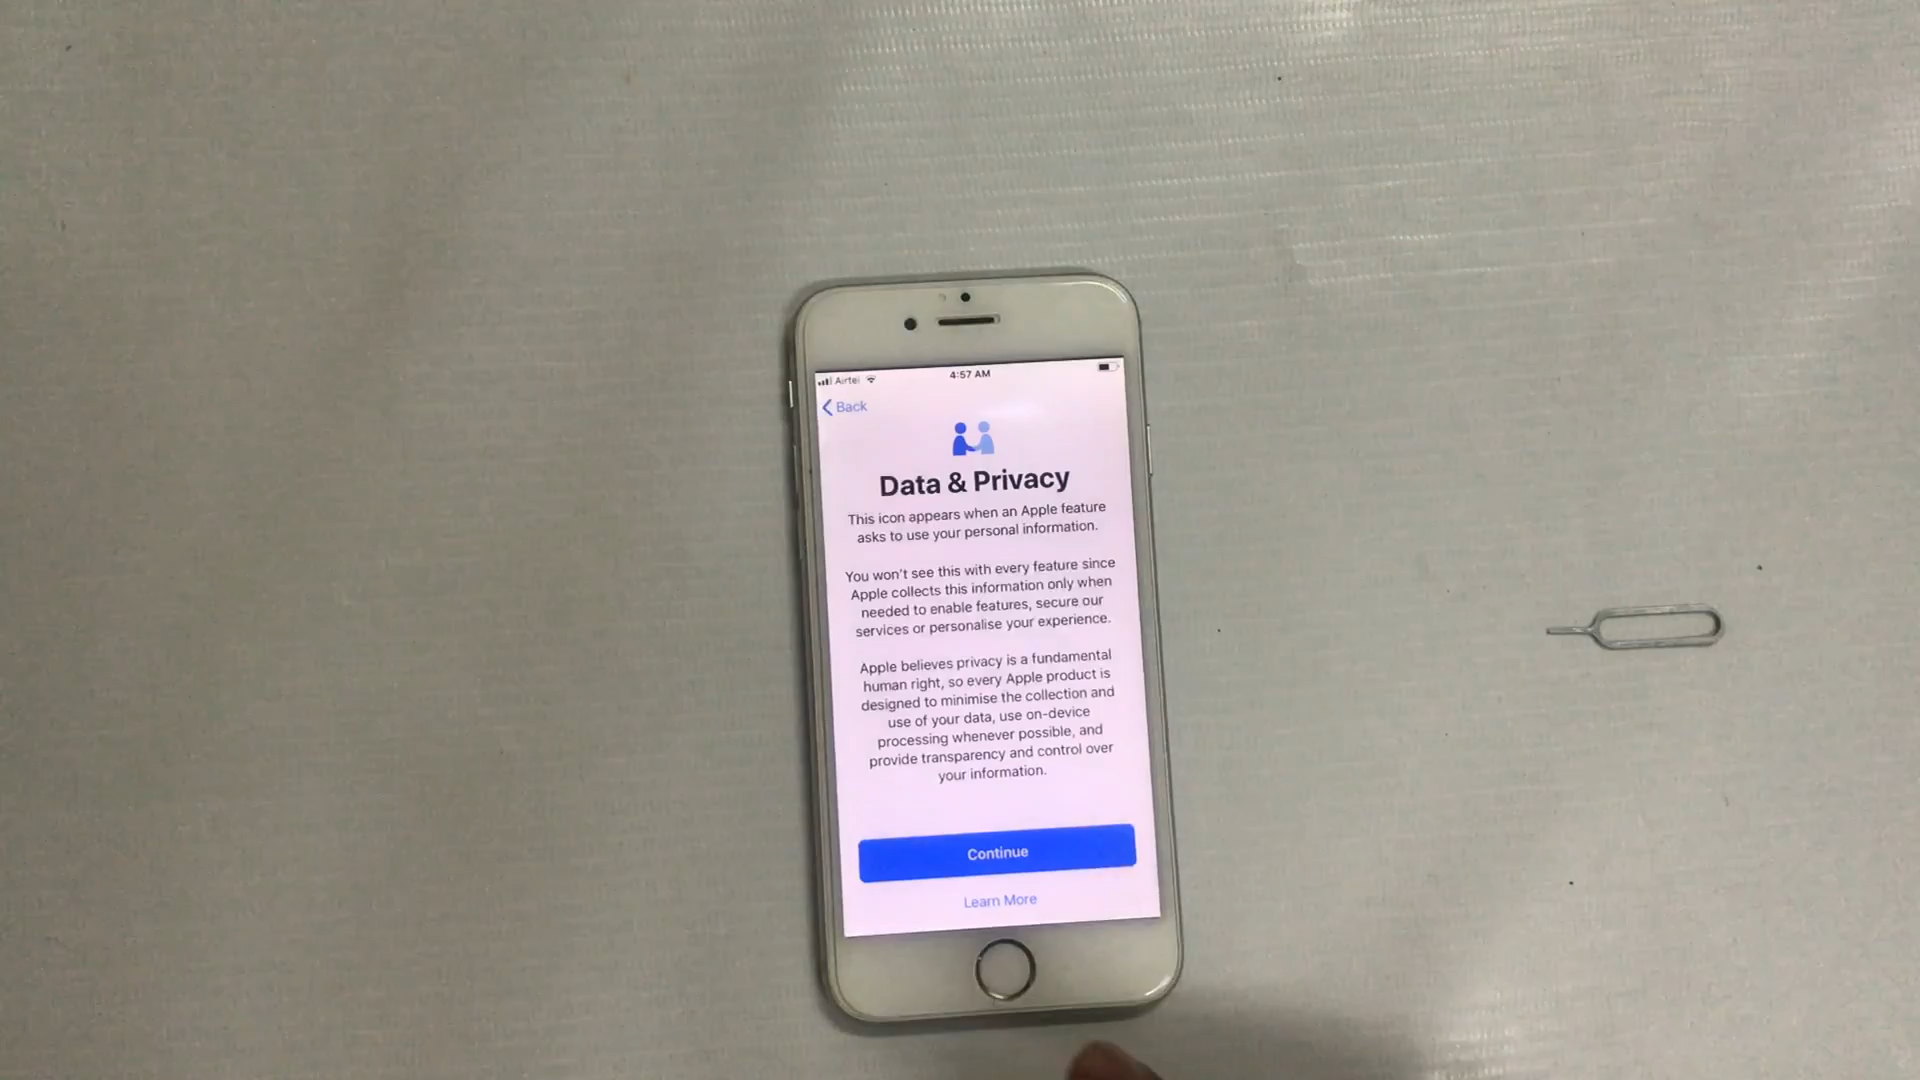 Airtel
4:57 AM
Back
Data & Privacy
This icon appears when an Apple feature
asks to use your personal information.
You won't see this with every feature since
Apple collects this information only when
needed to enable features, secure our
services or personalise your experience.
Apple believes privacy is a fundamental
human right, so every Apple product is
designed to minimise the collection and
use of your data, use on-device
processing whenever possible, and
provide transparency and control over
your information.
Continue
Learn More